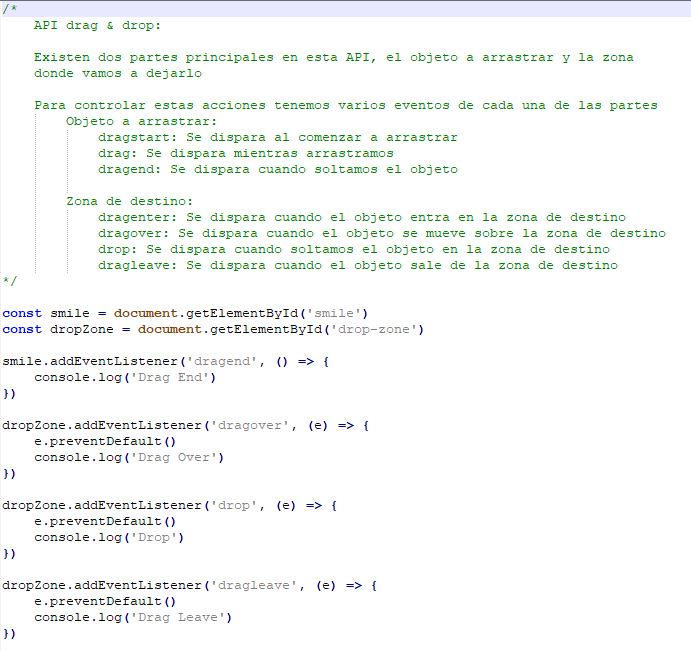 /*
API drag & drop:
Existen dos partes principales en esta API, el objeto a arrastrar y la zona
donde vamos a dejarlo
Para controlar estas acciones tenemos varios eventos de cada una de las partes
Objeto a arrastrar:
dragstart: Se dispara al comenzar a arrastrar
drag: Se dispara mientras arrastramos
dragend: Se dispara cuando soltamos el objeto
Zona de destino:
dragenter: Se dispara cuando el objeto entra en la zona de destino
dragover: Se dispara cuando el objeto se mueve sobre la zona de destino
drop: Se dispara cuando soltamos el objeto en la zona de destino
dragleave: Se dispara cuando el objeto sale de la zona de destino
*/
const smile = document.getElementById('smile')
const dropZone = document.getElementById('drop-zone')
smile.addEventListener('dragend', () => {
console.log('Drag End')
})
dropZone.addEventListener('dragover', (e) => {
e.preventDefault()
console.log('Drag Over')
})
dropZone.addEventListener('drop', (e) => {
e.preventDefault()
console.log('Drop')
})
dropZone.addEventListener('dragleave', (e) => {
e.preventDefault()
console.log('Drag Leave')
})